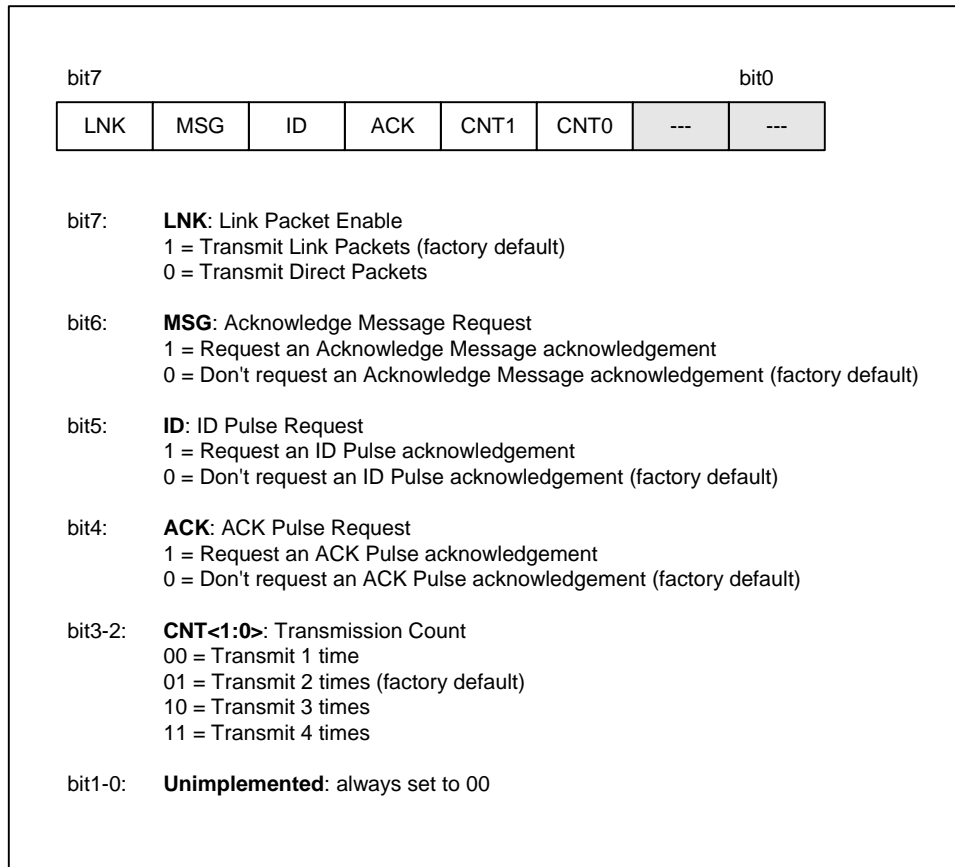 bit7 bit0
LNK MSG ID ACK CNT1 CNT0 --- ---
bit7: LNK: Link Packet Enable
1 = Transmit Link Packets (factory default)
0 = Transmit Direct Packets
bit6: MSG: Acknowledge Message Request
1 = Request an Acknowledge Message acknowledgement
0 = Don't request an Acknowledge Message acknowledgement (factory default)
bit5: ID: ID Pulse Request
1 = Request an ID Pulse acknowledgement
0 = Don't request an ID Pulse acknowledgement (factory default)
bit4: ACK: ACK Pulse Request
1 = Request an ACK Pulse acknowledgement
0 = Don't request an ACK Pulse acknowledgement (factory default)
bit3-2: CNT<1:0>: Transmission Count
00 = Transmit 1 time
01 = Transmit 2 times (factory default)
10 = Transmit 3 times
11 = Transmit 4 times
bit1-0: Unimplemented: always set to 00